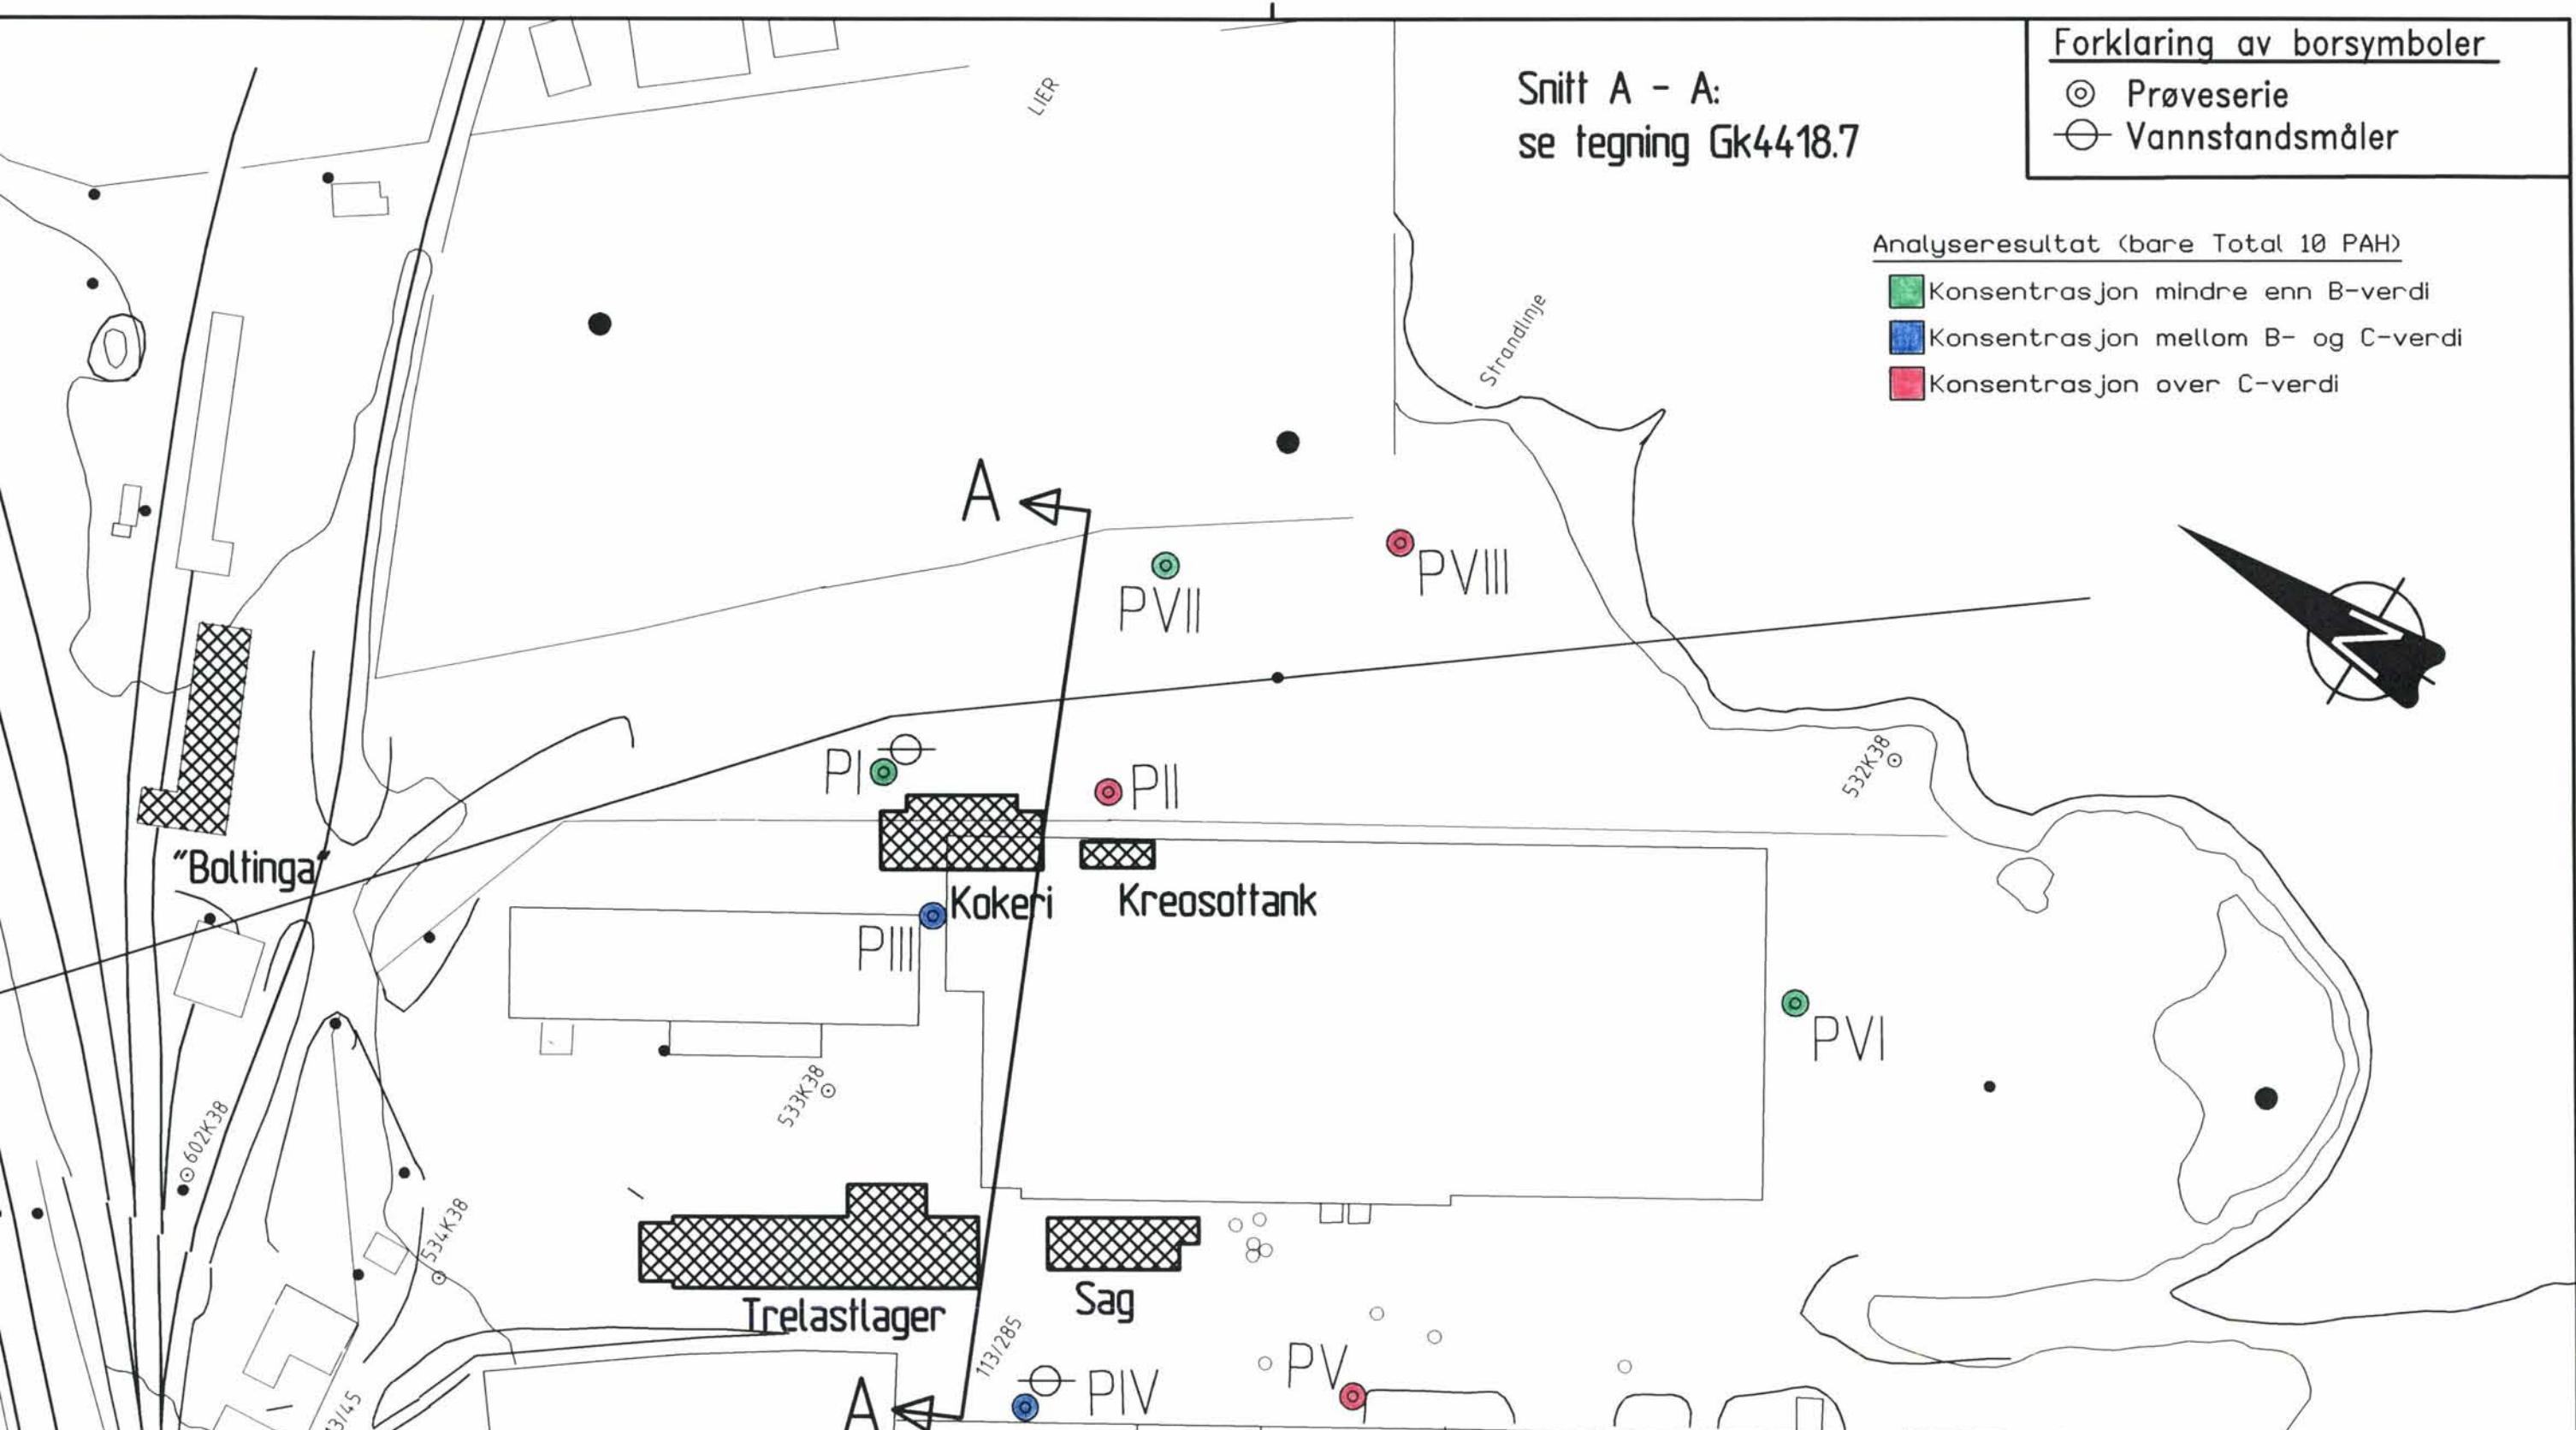 Forklaring av borsymboler
Prøveserie
Vannstandsmåler
Snitt A - A:
se tegning Gk4418.7
LIER
Analyseresultat (bare Total 10 PAH)
Konsentrasjon mindre enn B-verdi
Konsentrasjon mellom B- og C-verdi
Konsentrasjon over C-verdi
Strandlinje
A
PVIII
PVII
N
PI
PII
532K38
"Boltinga"
Kokeri
Kreosottank
PIII
PVI
533K38
602K38
534K38
Trelastlager
Sag
113/285
PV
PIV
A
3/45